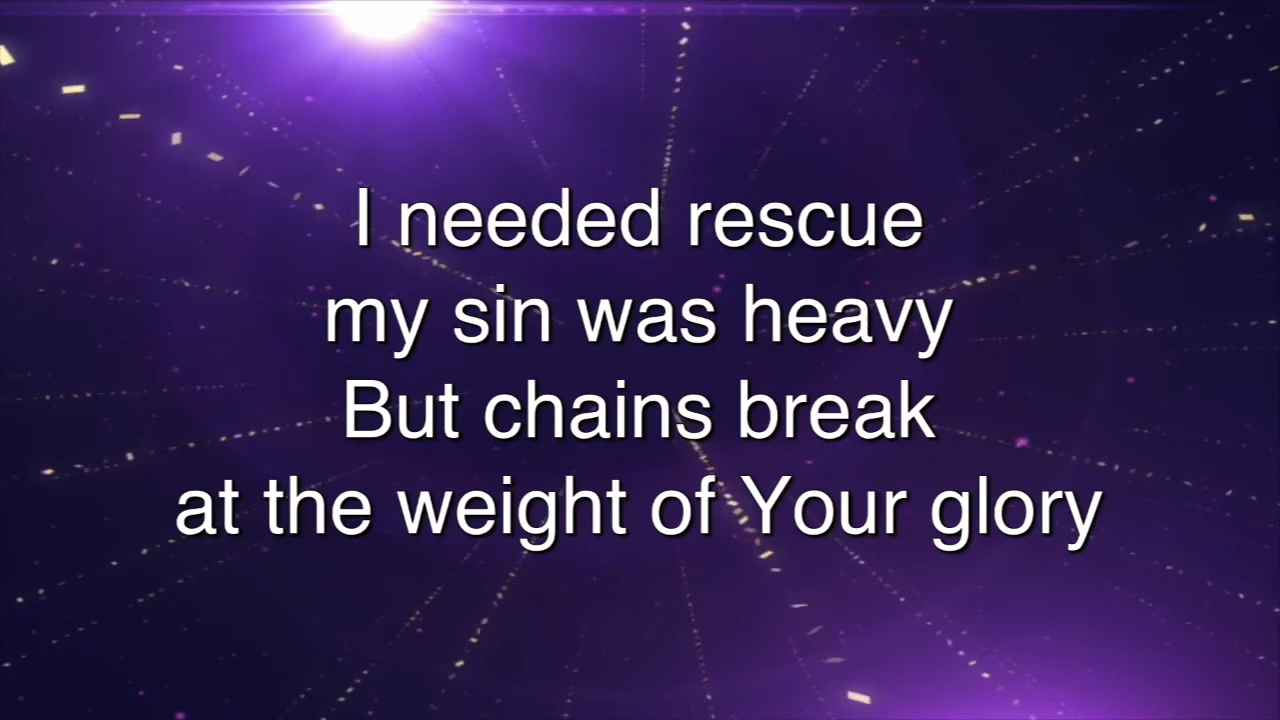 I needed rescue
my sin was heavy
But chains break
at the weight of Your glory